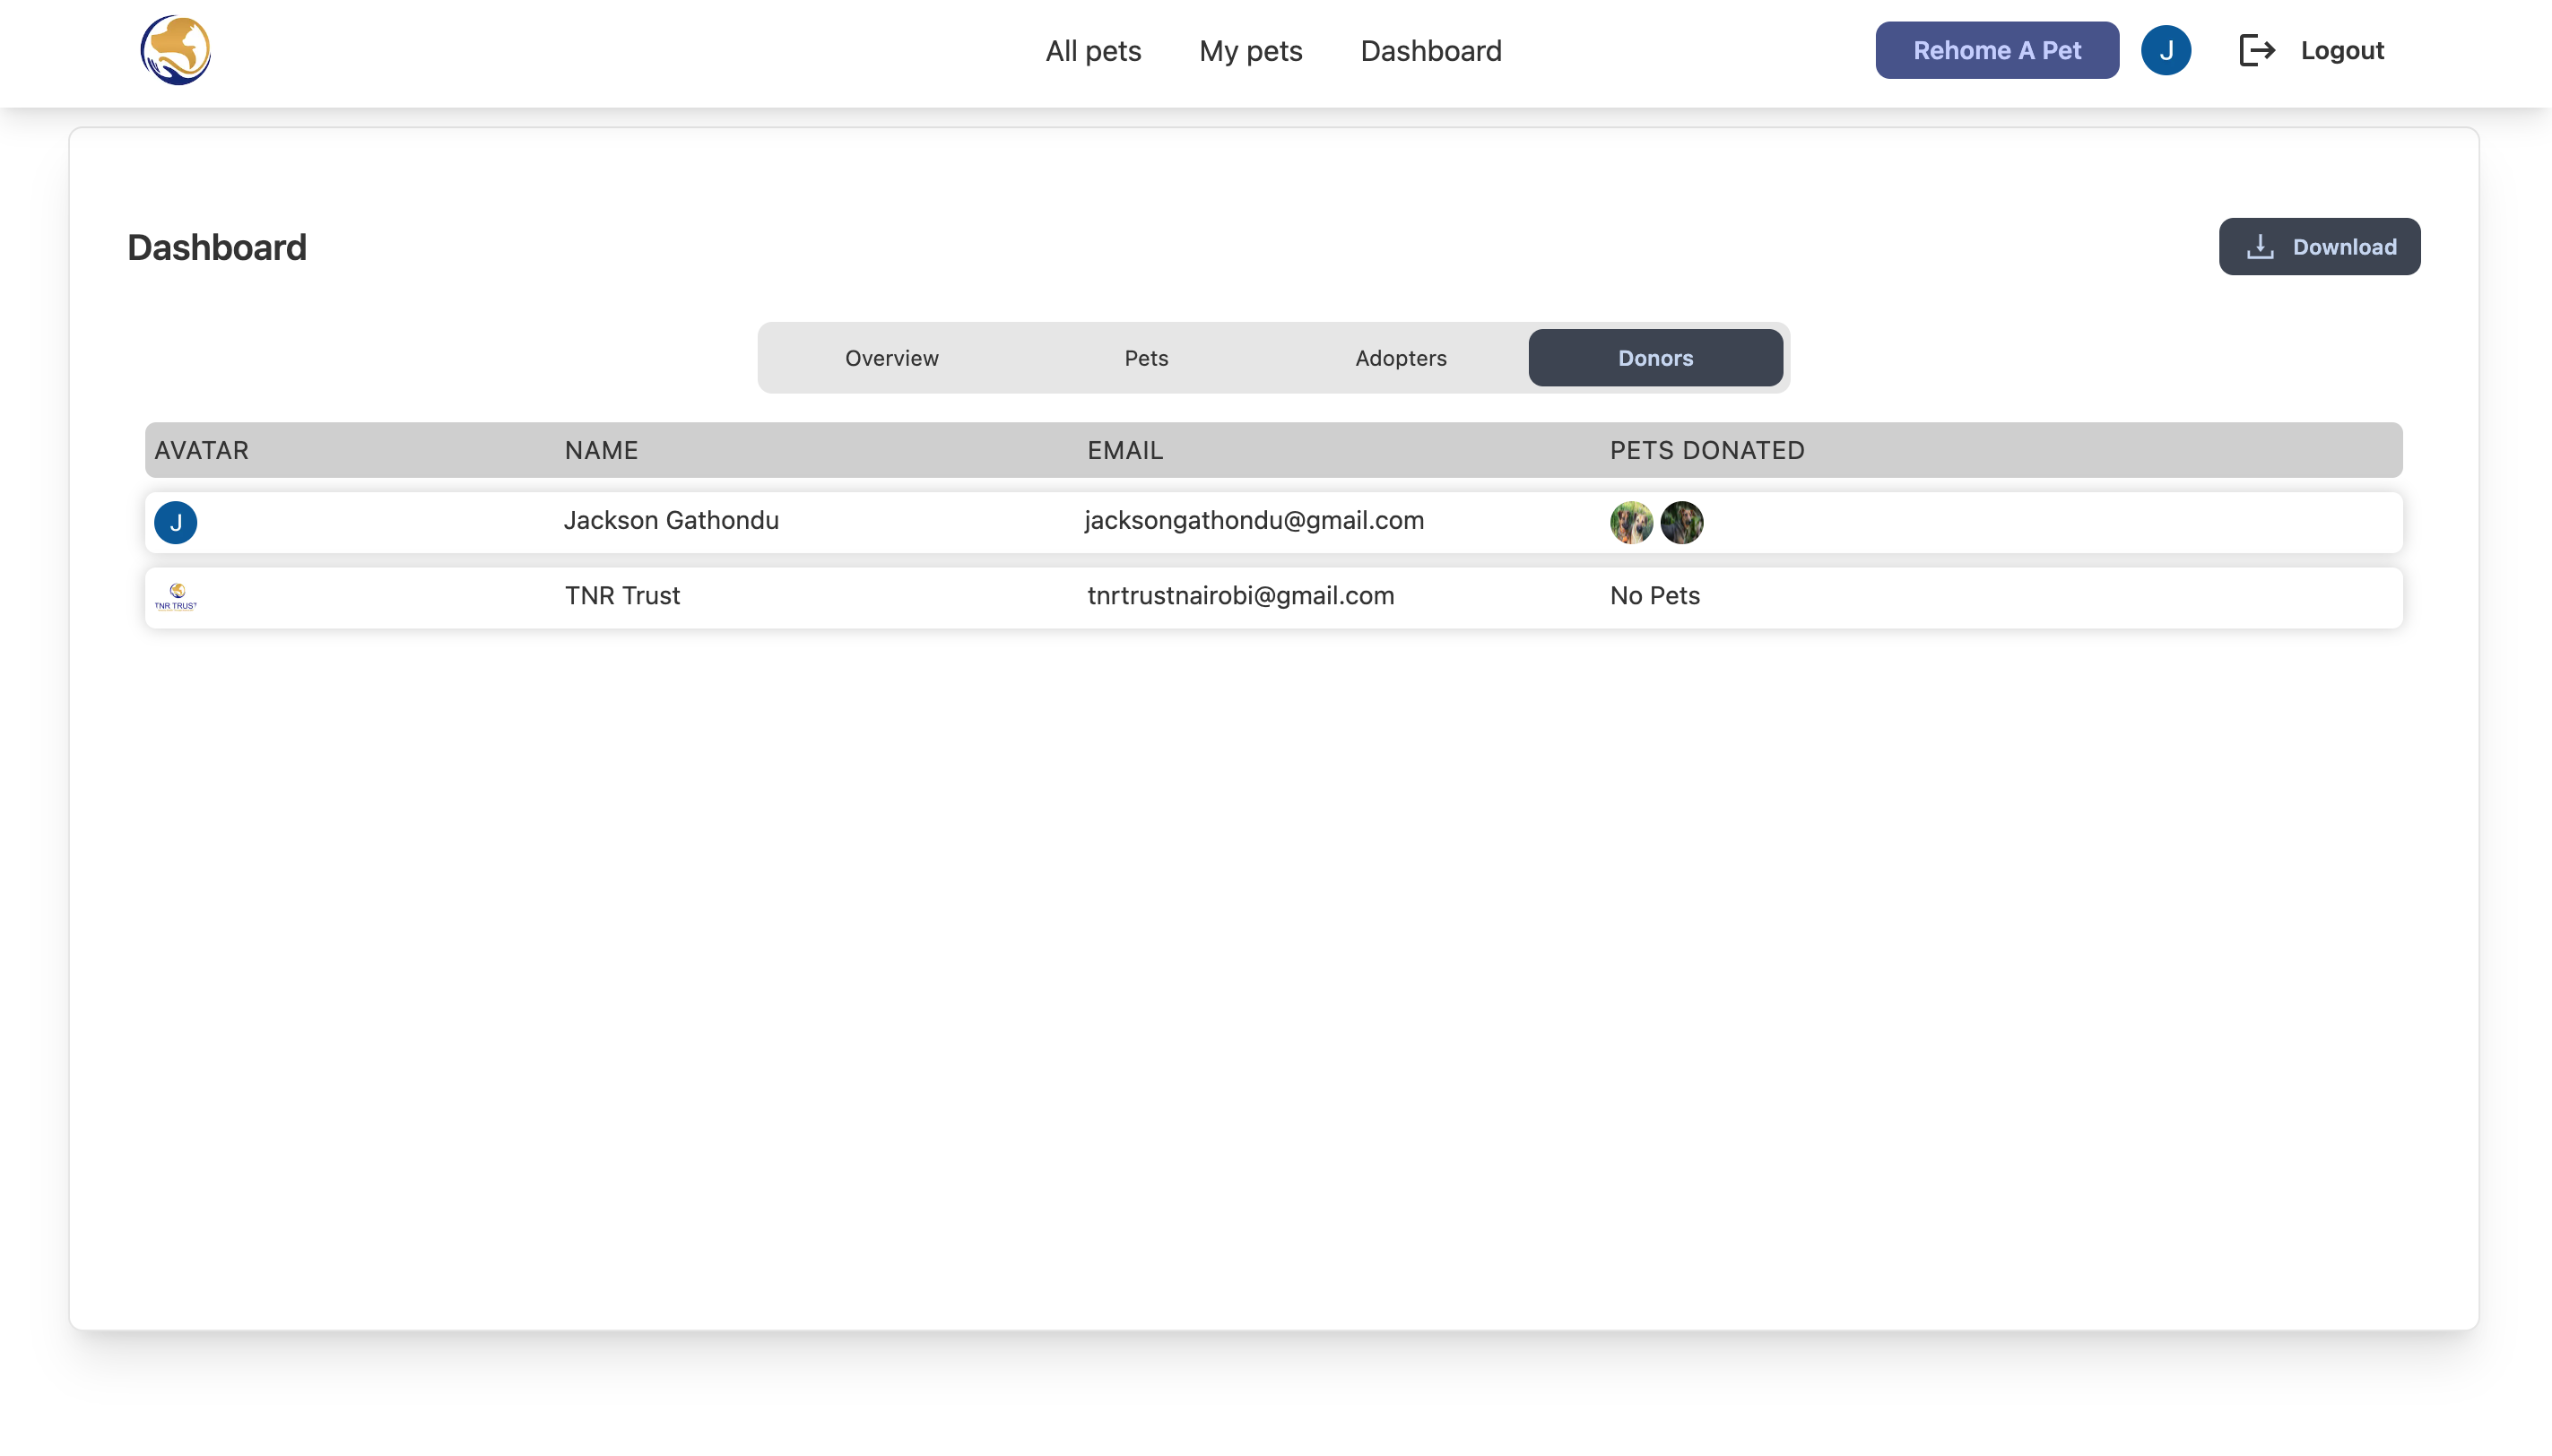 All pets My pets Dashboard Rehome A Pet J Logout
Dashboard Download
Overview Pets Adopters Donors
AVATAR NAME EMAIL PETS DONATED
J Jackson Gathondu jacksongathondu@gmail.com
TNR TRUST TNR Trust tnrtrustnairobi@gmail.com No Pets